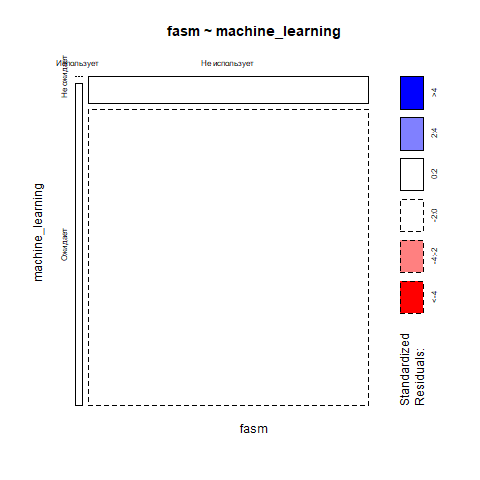 fasm ~ machine_learning
Использует
Не использует
Не ожидает
Ожидает
machine_learning
fasm
>4
2:4
0:2
-2:0
-4:-2
<-4
Standardized
Residuals: